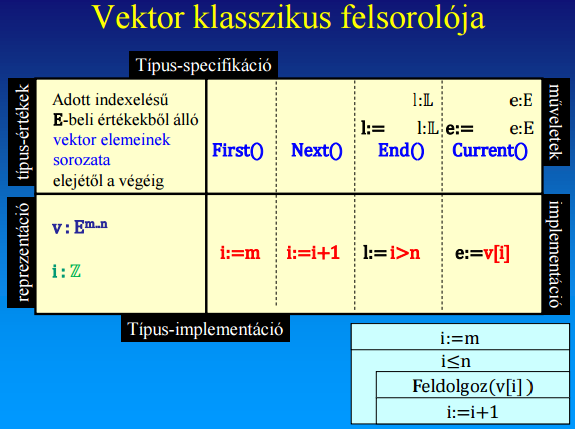 Vektor klasszikus felsorolója
Típus-specifikáció
típus-értékek
Adott indexelésű
E-beli értékekből álló
vektor elemeinek
sorozata
elejétől a végéig
First()
Next()
l:𝕃
l:= l:𝕃
End()
e:E
e:= e:E
Current()
műveletek
reprezentáció
v : Eᵐ··ⁿ
i : ℤ
i:=m
i:=i+1
l:= i>n
e:=v[i]
implementáció
Típus-implementáció
i:=m
i≤n
Feldolgoz(v[i] )
i:=i+1